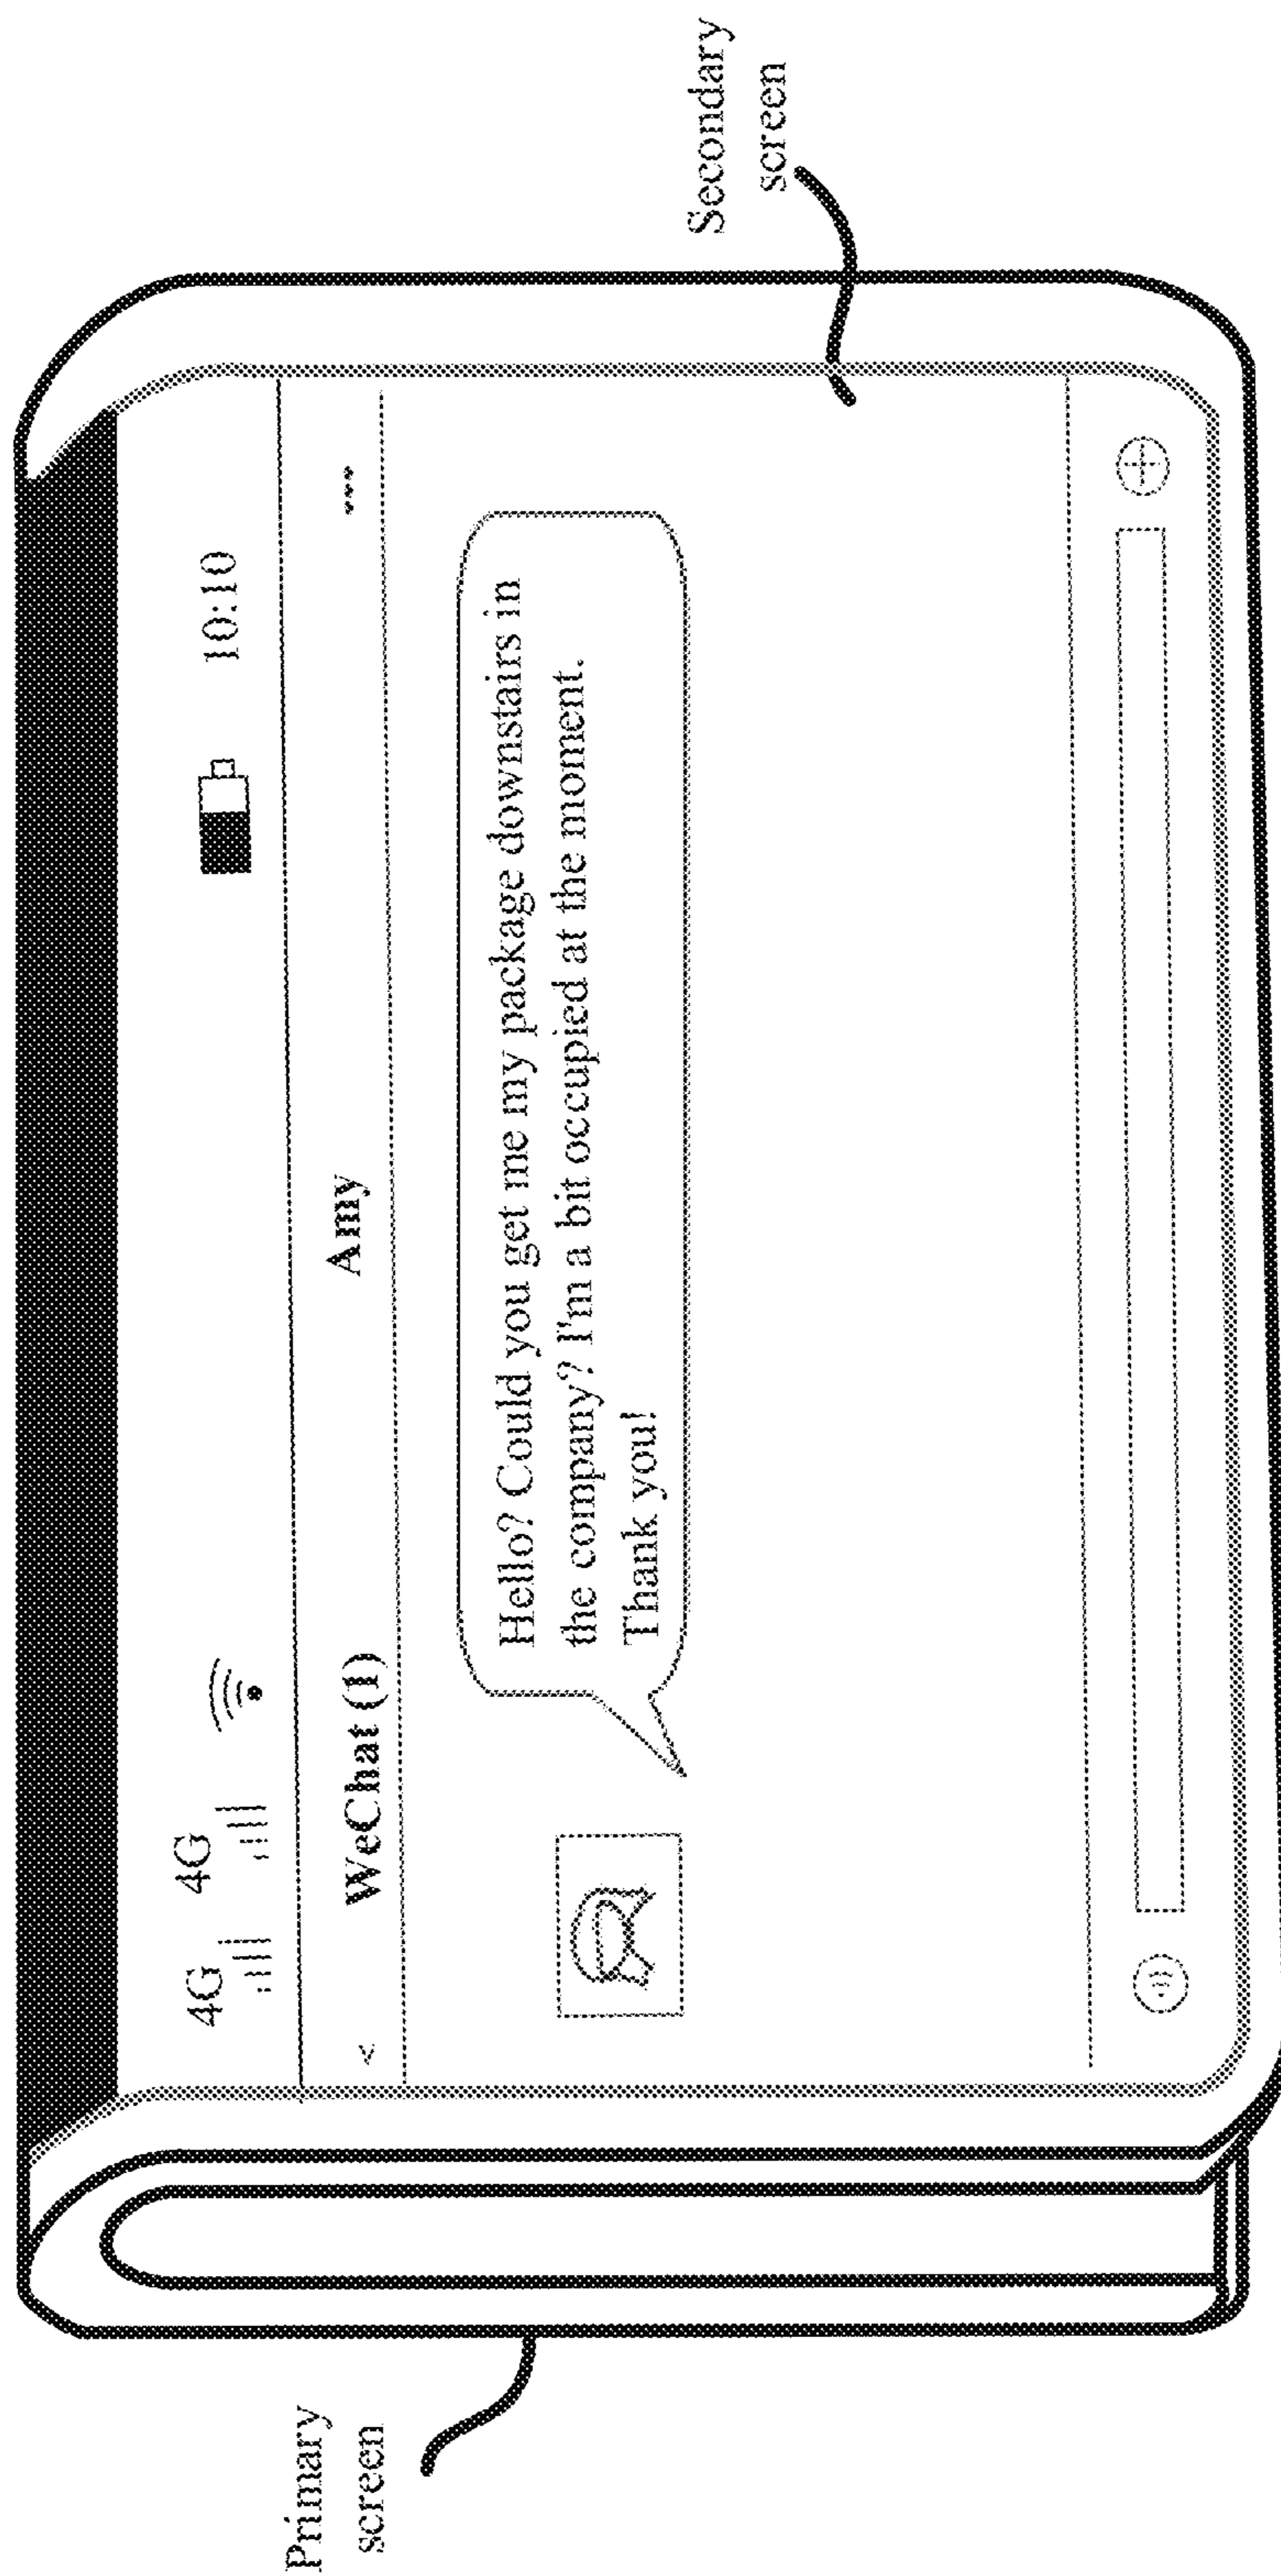 Primary
screen
4G 4G 10:10
< WeChat (1) Amy ...
Hello? Could you get me my package downstairs in
the company? I'm a bit occupied at the moment.
Thank you!
Secondary
screen